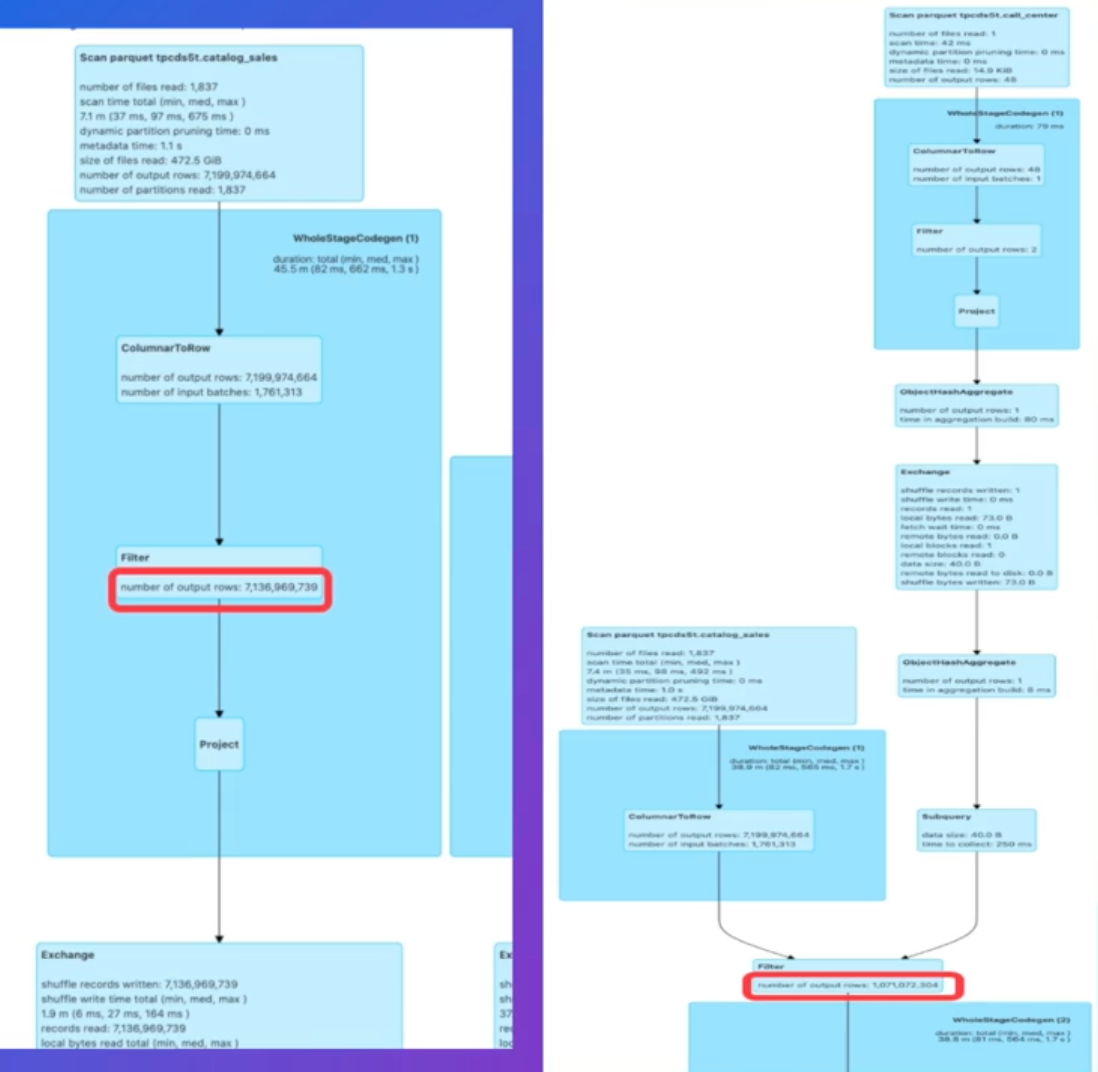 Scan parquet tpcds5t.catalog_sales
number of files read: 1,837
scan time total (min, med, max )
7.1 m (37 ms, 97 ms, 675 ms )
dynamic partition pruning time: 0 ms
metadata time: 1.1 s
size of files read: 472.5 GiB
number of output rows: 7,199,974,664
number of partitions read: 1,837
WholeStageCodegen (1)
duration: total (min, med, max )
45.5 m (82 ms, 662 ms, 1.3 s )
ColumnarToRow
number of output rows: 7,199,974,664
number of input batches: 1,761,313
Filter
number of output rows: 7,136,969,739
Project
Exchange
shuffle records written: 7,136,969,739
shuffle write time total (min, med, max )
1.9 m (6 ms, 27 ms, 164 ms )
records read: 7,136,969,739
local bytes read total (min, med, max )
Ex
sh
sh
37
rec
loc
Scan parquet tpcds5t.call_center
number of files read: 1
scan time: 42 ms
dynamic partition pruning time: 0 ms
metadata time: 0 ms
size of files read: 14.9 KiB
number of output rows: 48
WholeStageCodegen (1)
duration: 79 ms
ColumnarToRow
number of output rows: 48
number of input batches: 1
Filter
number of output rows: 2
Project
ObjectHashAggregate
number of output rows: 1
time in aggregation build: 80 ms
Exchange
shuffle records written: 1
shuffle write time: 0 ms
records read: 1
local bytes read: 73.0 B
fetch wait time: 0 ms
remote bytes read: 0.0 B
local blocks read: 1
remote blocks read: 0
data size: 40.0 B
remote bytes read to disk: 0.0 B
shuffle bytes written: 73.0 B
ObjectHashAggregate
number of output rows: 1
time in aggregation build: 8 ms
Subquery
data size: 40.0 B
time to collect: 250 ms
Scan parquet tpcds5t.catalog_sales
number of files read: 1,837
scan time total (min, med, max )
7.4 m (35 ms, 98 ms, 492 ms )
dynamic partition pruning time: 0 ms
metadata time: 1.0 s
size of files read: 472.5 GiB
number of output rows: 7,199,974,664
number of partitions read: 1,837
WholeStageCodegen (1)
duration: total (min, med, max )
38.9 m (82 ms, 565 ms, 1.7 s )
ColumnarToRow
number of output rows: 7,199,974,664
number of input batches: 1,761,313
Filter
number of output rows: 1,071,072,304
WholeStageCodegen (2)
duration: total (min, med, max )
38.8 m (81 ms, 564 ms, 1.7 s )